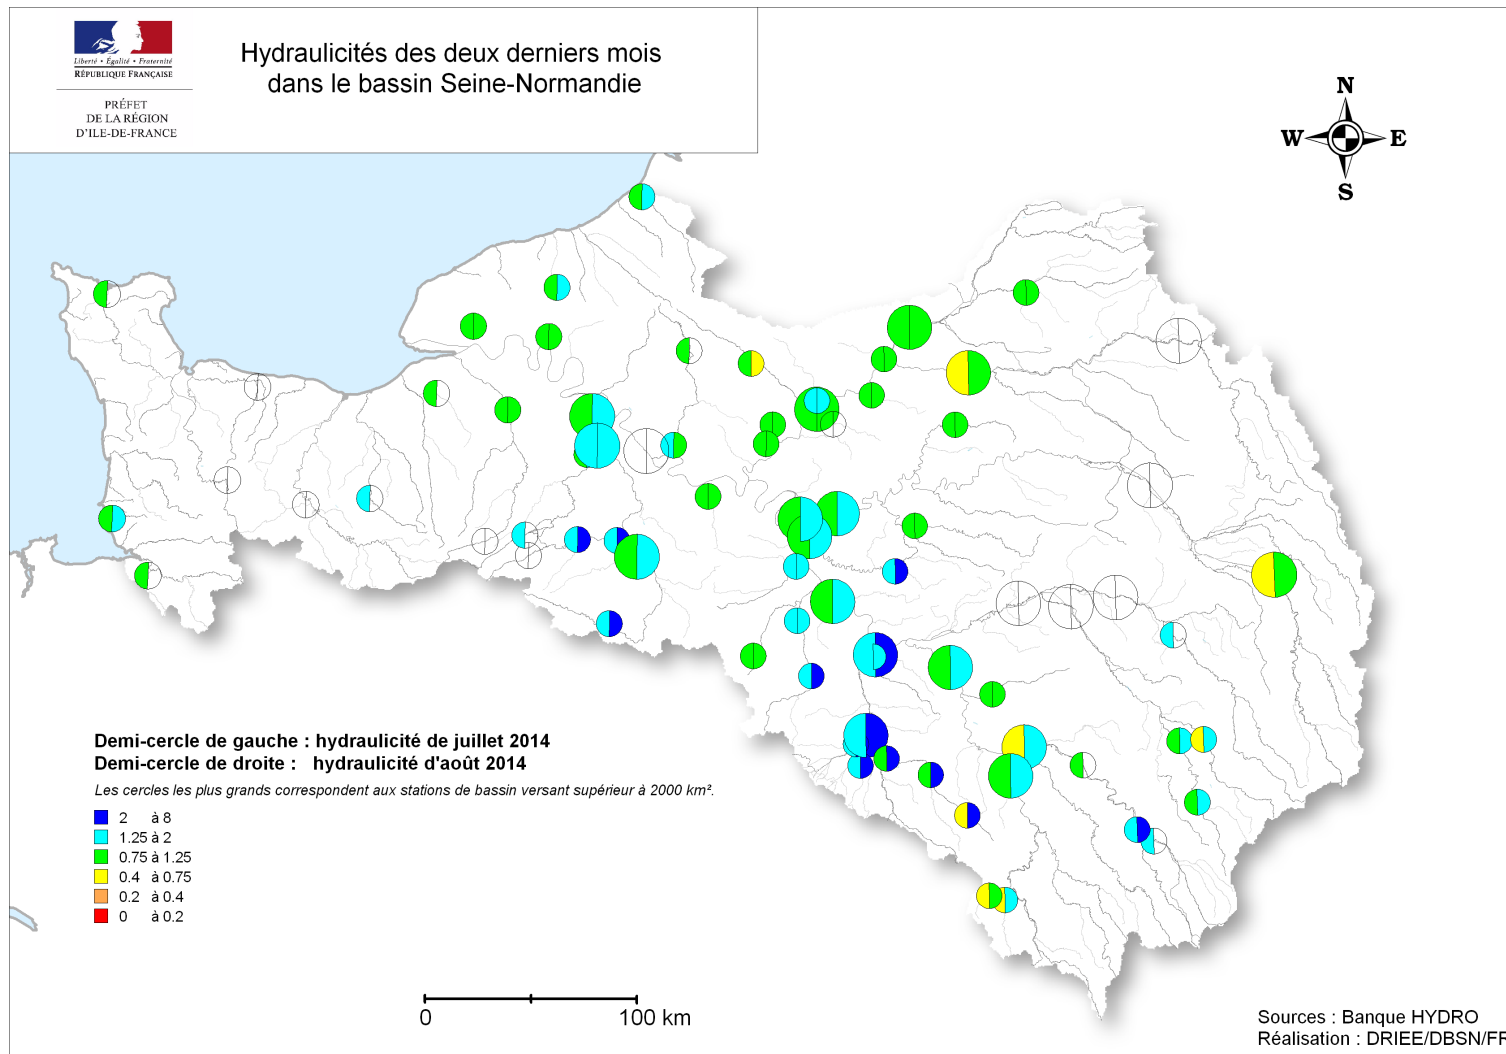 Liberté • Égalité • Fraternité
RÉPUBLIQUE FRANÇAISE
PRÉFET
DE LA RÉGION
D'ILE-DE-FRANCE
Hydraulicités des deux derniers mois
dans le bassin Seine-Normandie
N
W E
S
Demi-cercle de gauche : hydraulicité de juillet 2014
Demi-cercle de droite : hydraulicité d'août 2014
Les cercles les plus grands correspondent aux stations de bassin versant supérieur à 2000 km².
2 à 8
1.25 à 2
0.75 à 1.25
0.4 à 0.75
0.2 à 0.4
0 à 0.2
0 100 km
Sources : Banque HYDRO
Réalisation : DRIEE/DBSN/FR